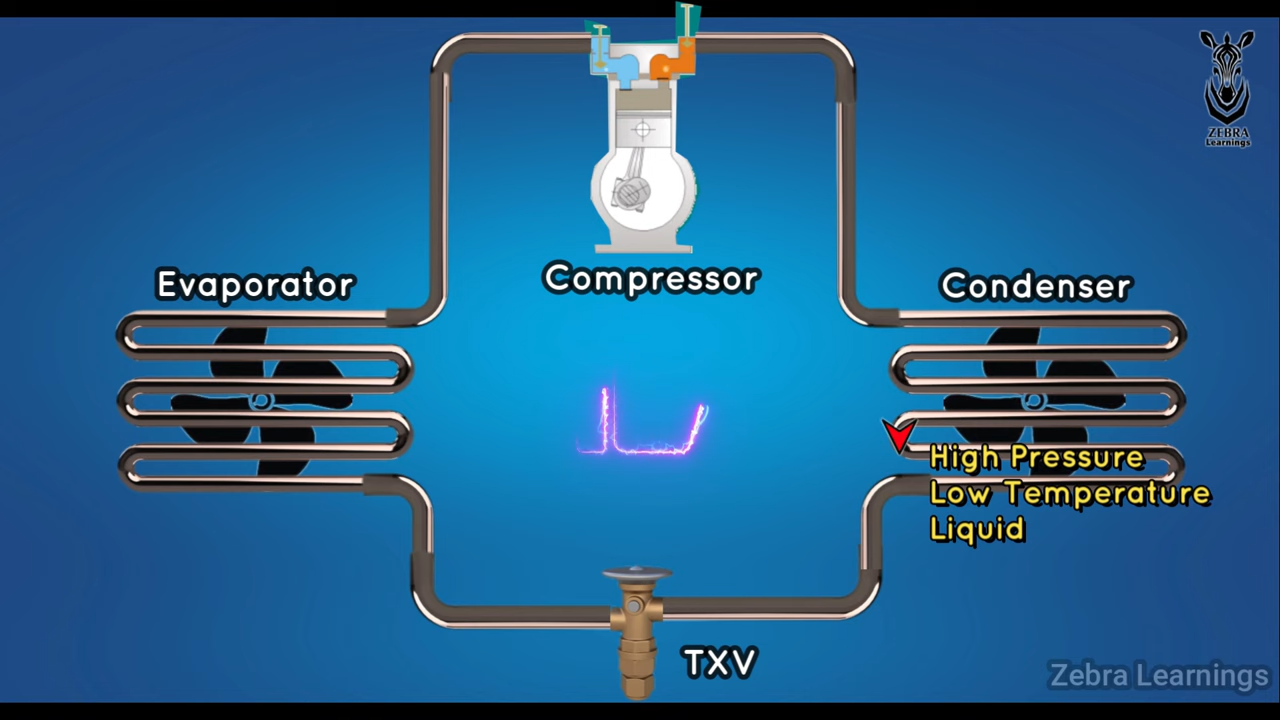 ZEBRA
Learnings
Evaporator
Compressor
Condenser
High Pressure
Low Temperature
Liquid
TXV
Zebra Learnings